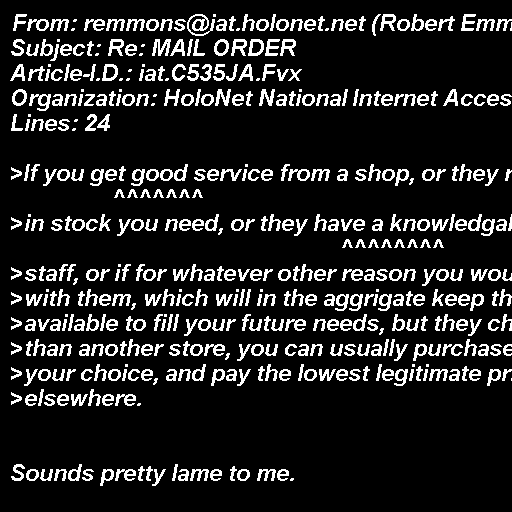 From: remmons@iat.holonet.net (Robert Emm
Subject: Re: MAIL ORDER
Article-I.D.: iat.C535JA.Fvx
Organization: HoloNet National Internet Acces
Lines: 24

>If you get good service from a shop, or they r
^^^^^^^
>in stock you need, or they have a knowledgal
^^^^^^^^
>staff, or if for whatever other reason you wou
>with them, which will in the aggrigate keep th
>available to fill your future needs, but they ch
>than another store, you can usually purchase
>your choice, and pay the lowest legitimate pr
>elsewhere.

Sounds pretty lame to me.